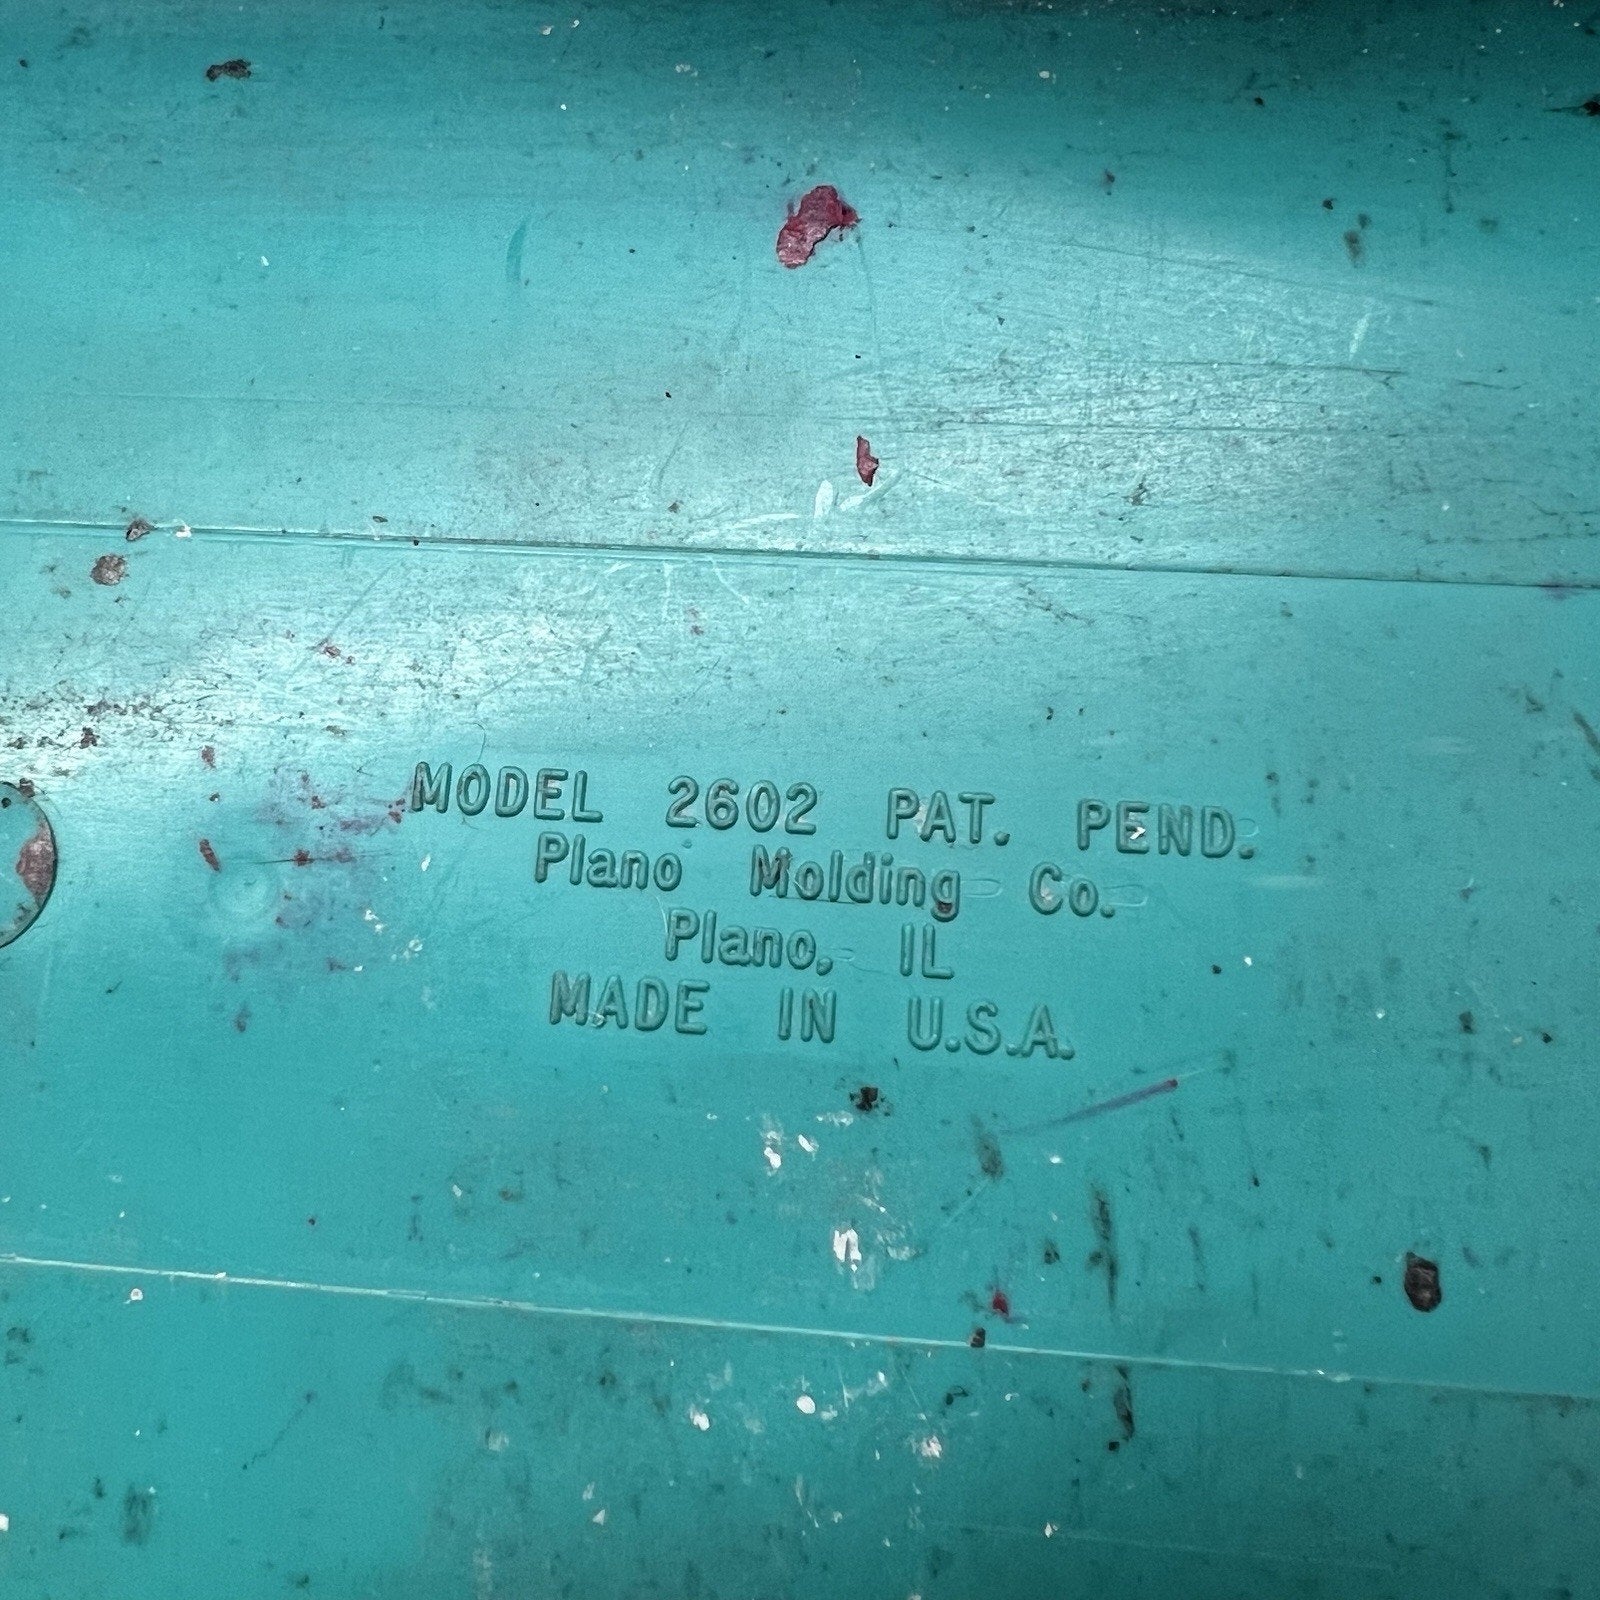 MODEL 2602 PAT. PEND.
Plano Molding Co.
Plano, IL
MADE IN U.S.A.